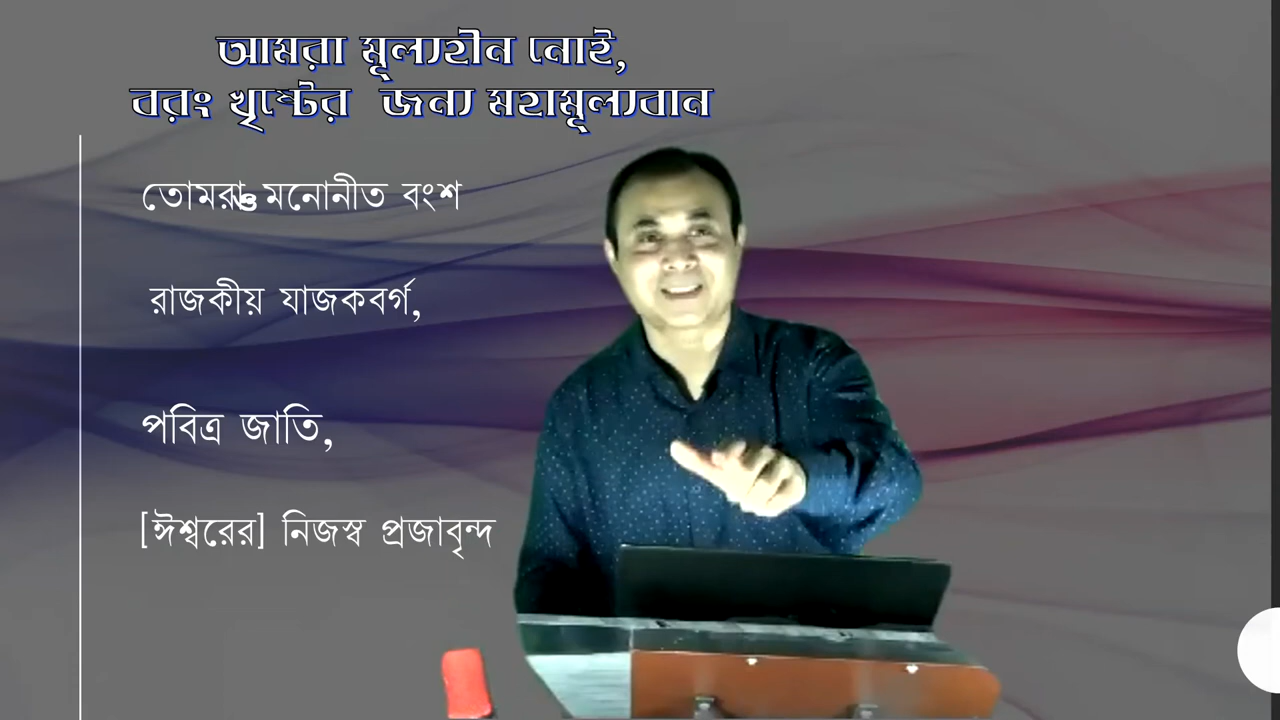 আমরা মূল্যহীন নোই,
বরং খৃষ্টের জন্য মহামূল্যবান
তোমরাও মনোনীত বংশ
রাজকীয় যাজকবর্গ,
পবিত্র জাতি,
[ঈশ্বরের] নিজস্ব প্রজাবৃন্দ